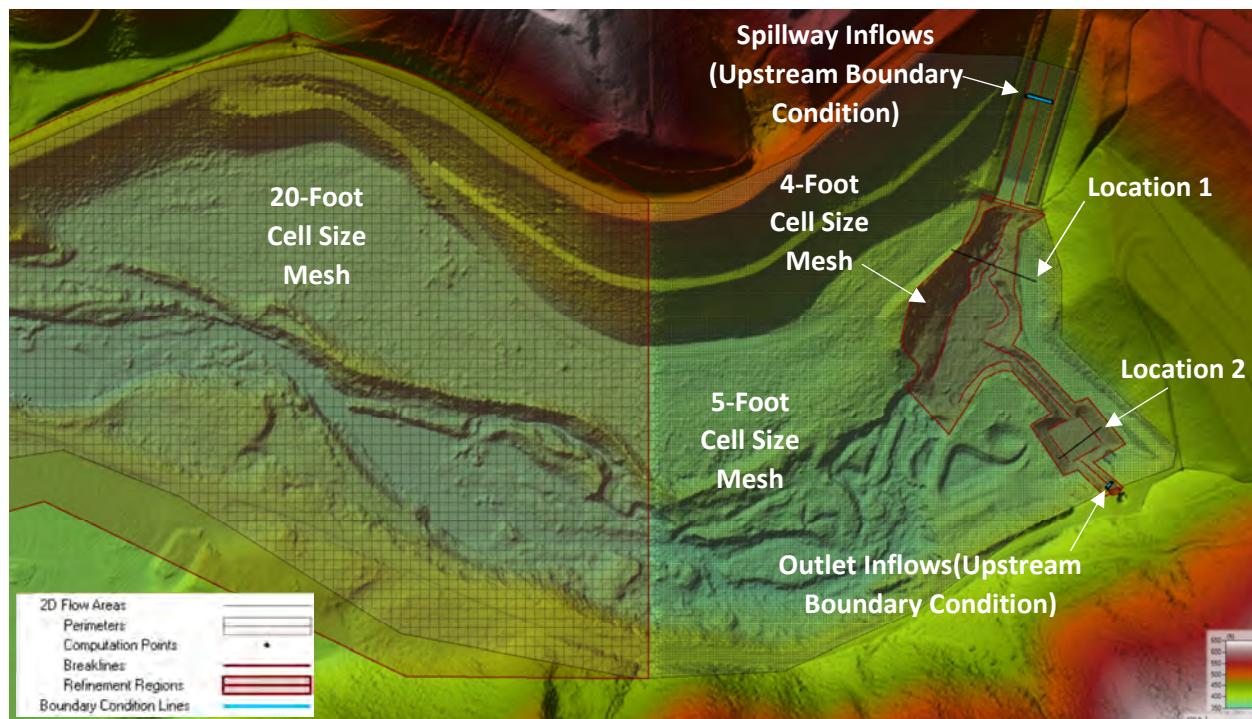 Spillway Inflows
(Upstream Boundary
Condition)
20-Foot
Cell Size
Mesh
4-Foot
Cell Size
Mesh
Location 1
Location 2
5-Foot
Cell Size
Mesh
Outlet Inflows(Upstream
Boundary Condition)
2D Flow Areas
Perimeters
Computation Points
Breaklines
Refinement Regions
Boundary Condition Lines